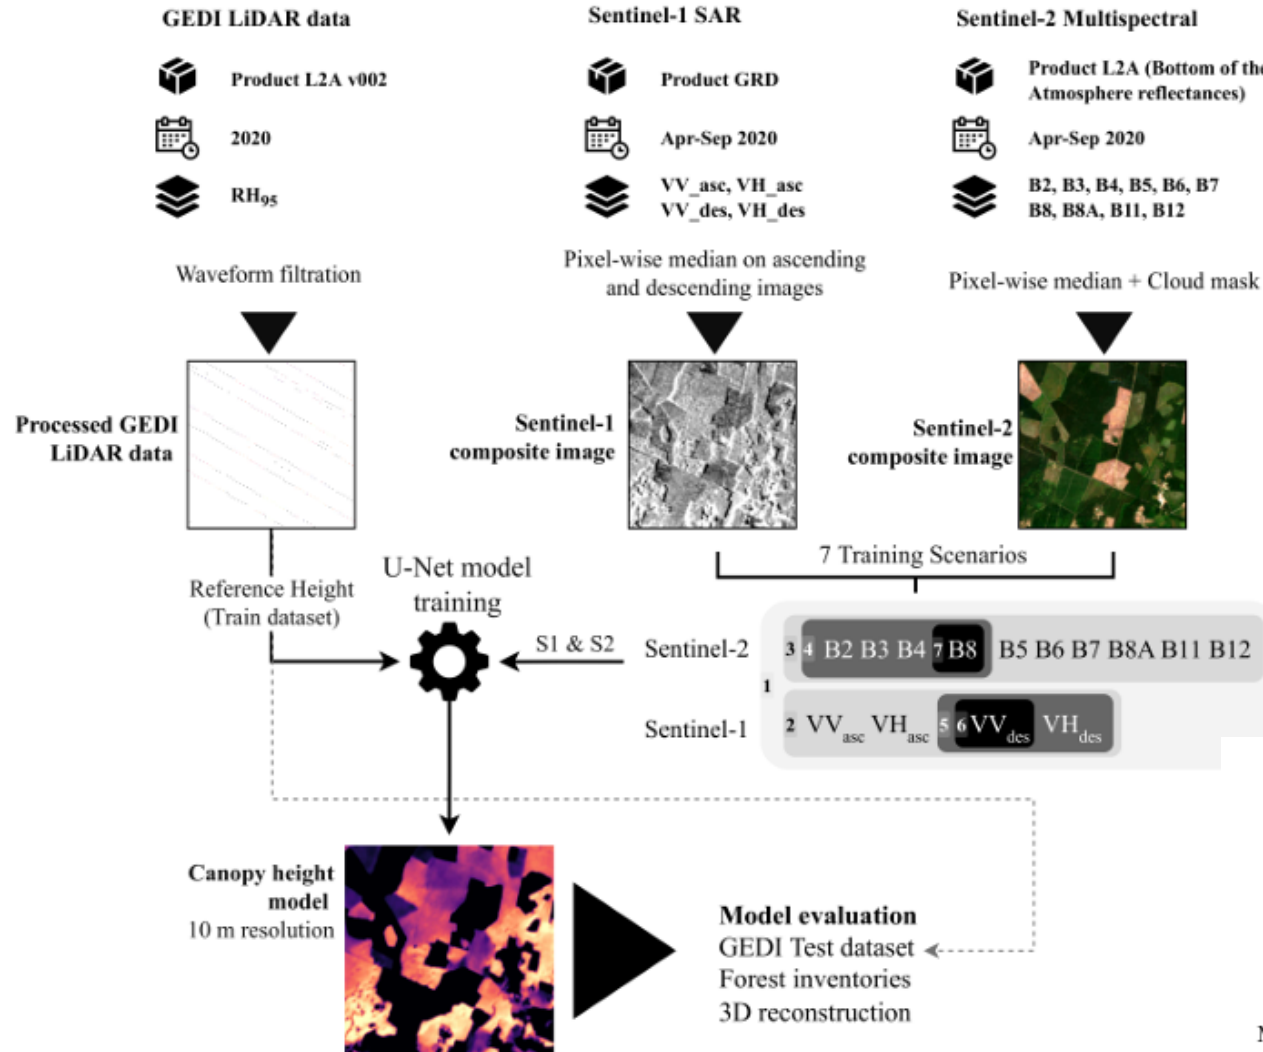 GEDI LiDAR data
Product L2A v002
2020
RH95
Waveform filtration
Processed GEDI
LiDAR data
Sentinel-1 SAR
Product GRD
Apr-Sep 2020
VV_asc, VH_asc
VV_des, VH_des
Pixel-wise median on ascending
and descending images
Sentinel-1
composite image
Sentinel-2 Multispectral
Product L2A (Bottom of the
Atmosphere reflectances)
Apr-Sep 2020
B2, B3, B4, B5, B6, B7
B8, B8A, B11, B12
Pixel-wise median + Cloud mask
Sentinel-2
composite image
7 Training Scenarios
Reference Height
(Train dataset)
U-Net model
training
S1 & S2
1
Sentinel-2
3 4 B2 B3 B4 7 B8 B5 B6 B7 B8A B11 B12
Sentinel-1
2 VVasc VHasc 5 6 VVdes VHdes
Canopy height
model
10 m resolution
Model evaluation
GEDI Test dataset
Forest inventories
3D reconstruction